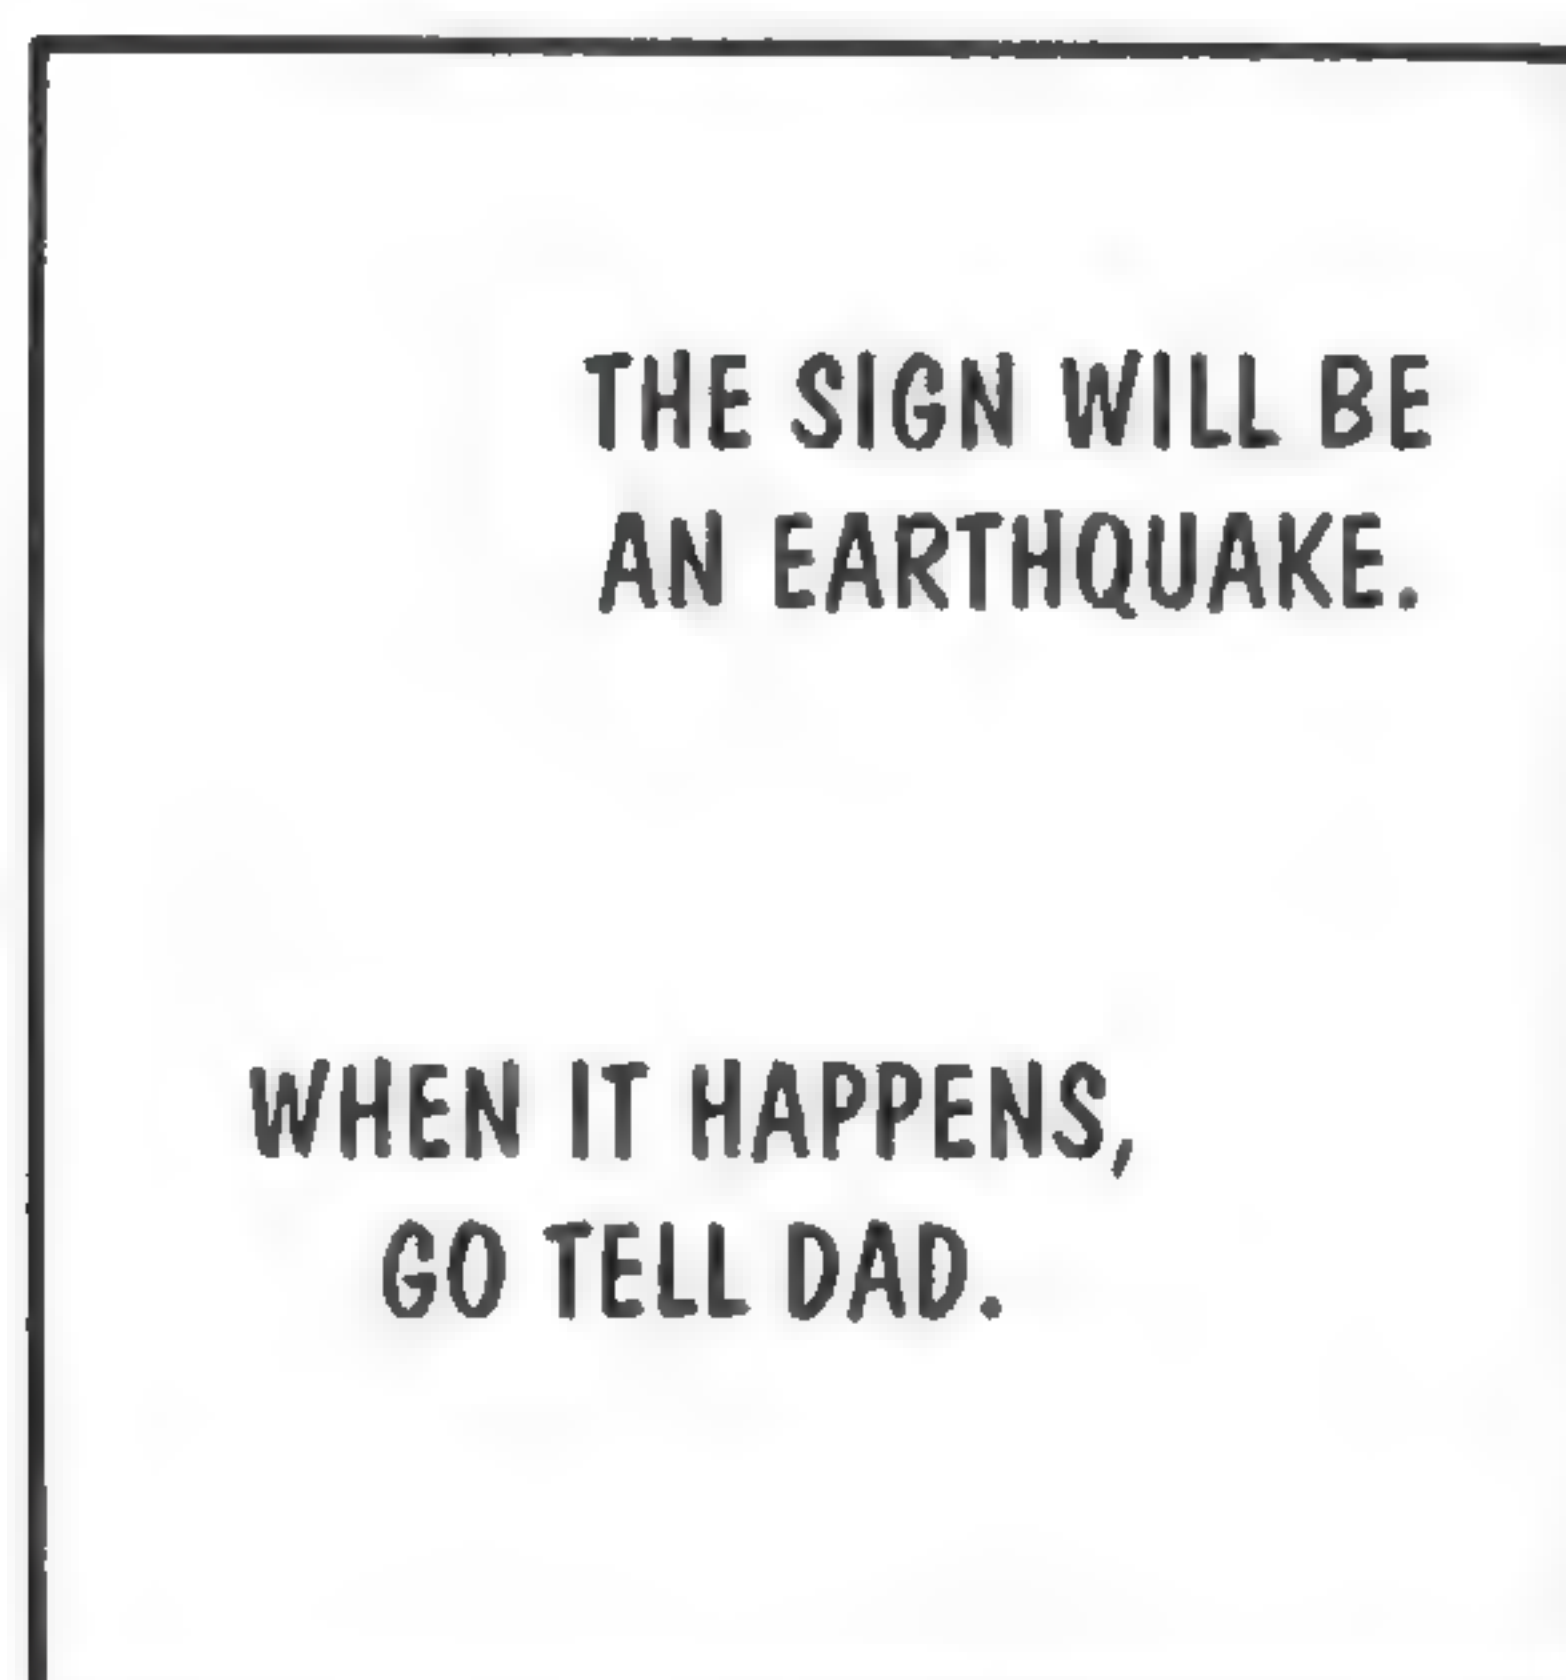 THE SIGN WILL BE
AN EARTHQUAKE.
WHEN IT HAPPENS,
GO TELL DAD.